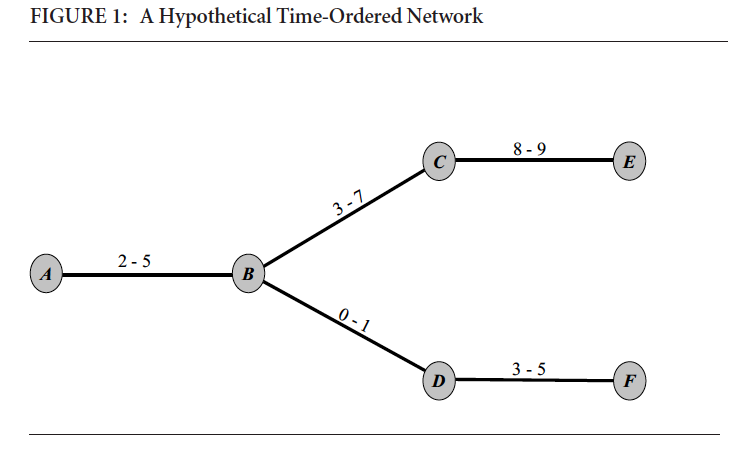 FIGURE 1: A Hypothetical Time-Ordered Network
8 - 9
C
E
3 - 7
2 - 5
A
B
0 - 1
3 - 5
D
F